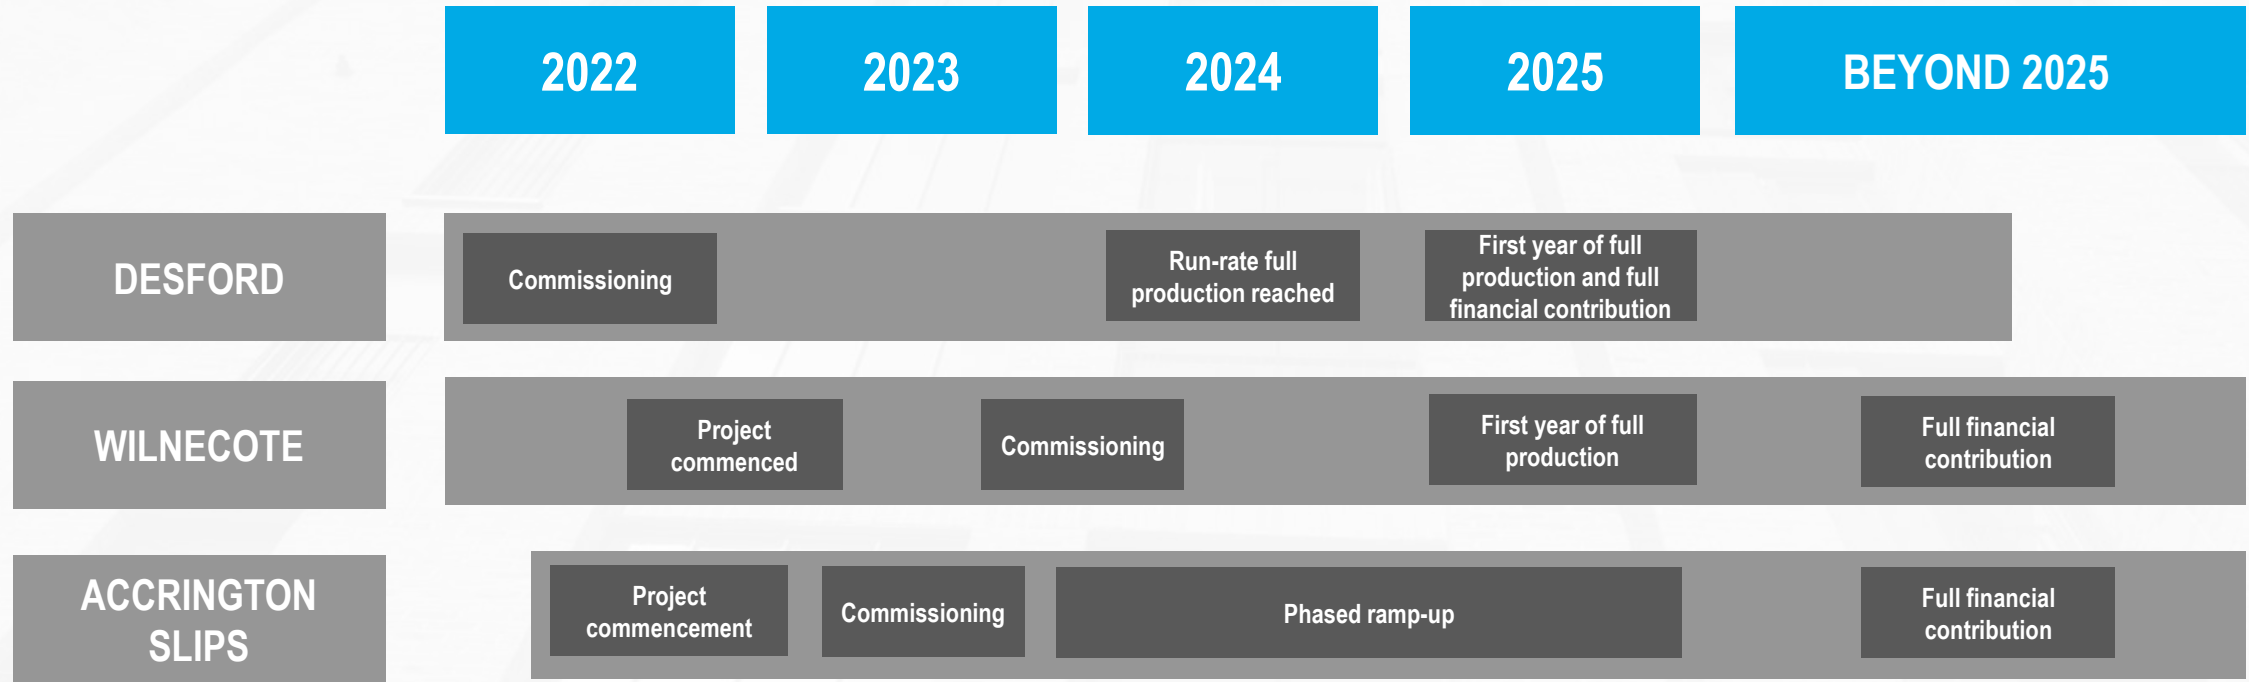 2022
2023
2024
2025
BEYOND 2025
DESFORD
Commissioning
Run-rate full
production reached
First year of full
production and full
financial contribution
WILNECOTE
Project
commenced
Commissioning
First year of full
production
Full financial
contribution
ACCRINGTON
SLIPS
Project
commencement
Commissioning
Phased ramp-up
Full financial
contribution